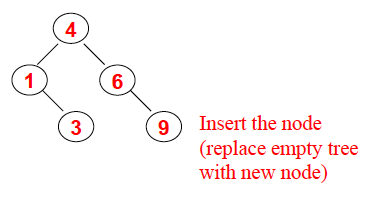 4
1
6
3
9
Insert the node
(replace empty tree
with new node)